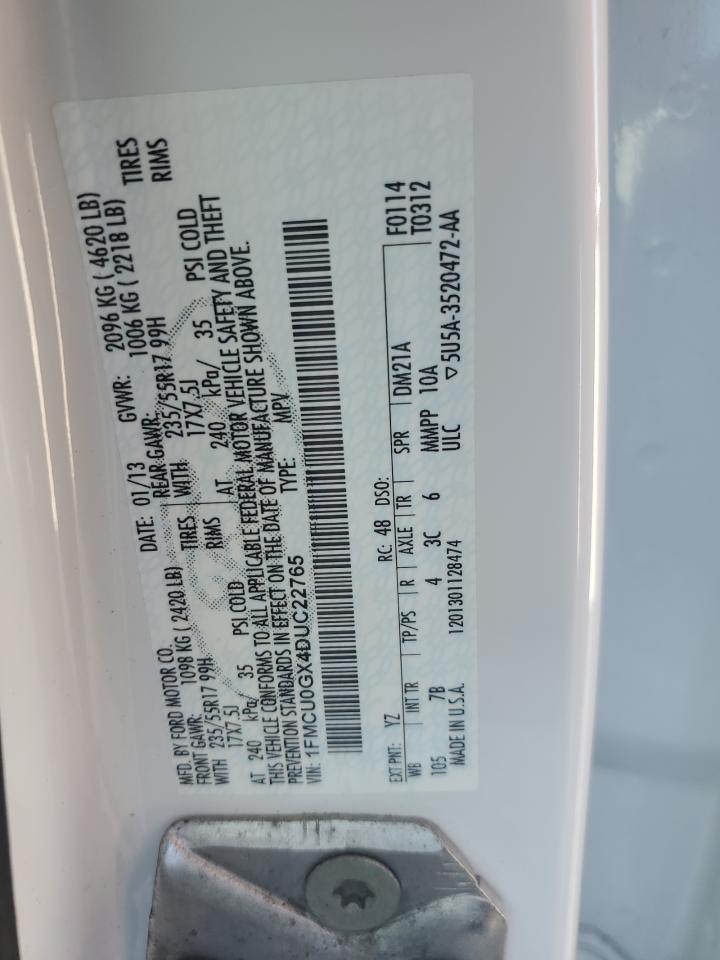 MFD. BY FORD MOTOR CO.
DATE: 01/13 GVWR: 2096 KG ( 4620 LB)
FRONT GAWR: 1098 KG ( 2420 LB) REAR GAWR: 1006 KG ( 2218 LB)
WITH 235/55R17 99H TIRES WITH 235/55R17 99H TIRES
17X7.5J RIMS 17X7.5J RIMS
AT 240 kPa/ 35 PSI COLD AT 240 kPa/ 35 PSI COLD
THIS VEHICLE CONFORMS TO ALL APPLICABLE FEDERAL MOTOR VEHICLE SAFETY AND THEFT
PREVENTION STANDARDS IN EFFECT ON THE DATE OF MANUFACTURE SHOWN ABOVE.
VIN: 1FMCU0GX4DUC22765 TYPE: MPV
EXT PNT: YZ RC: 48 DSO: F0114
WB INT TR TP/PS R AXLE TR SPR DM21A T0312
105 7B 4 3C 6 MMPP 10A
MADE IN U.S.A. 1201301128474 ULC ▽5U5A-3520472-AA